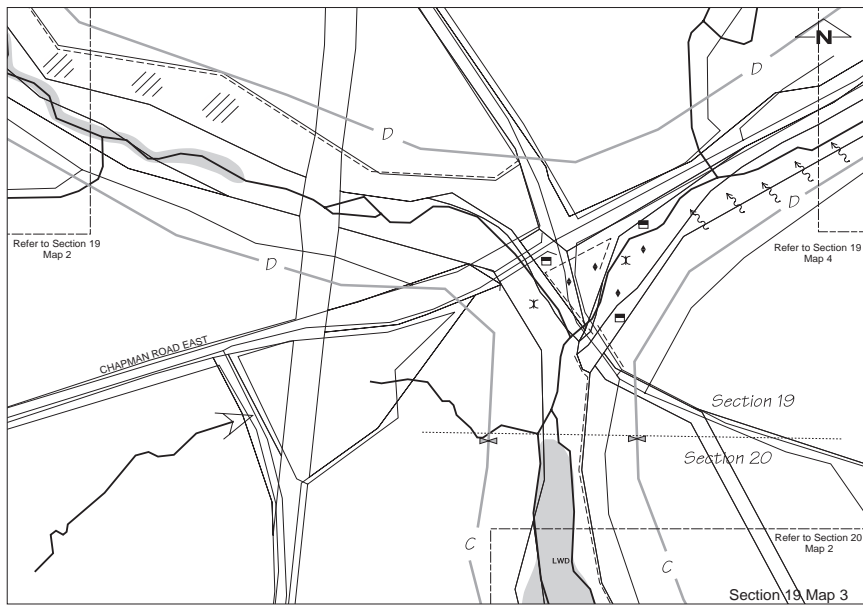 N
D
D
Refer to Section 19
Map 2
Refer to Section 19
Map 4
D
D
CHAPMAN ROAD EAST
Section 19
Section 20
Refer to Section 20
Map 2
C
LWD
C
Section 19 Map 3